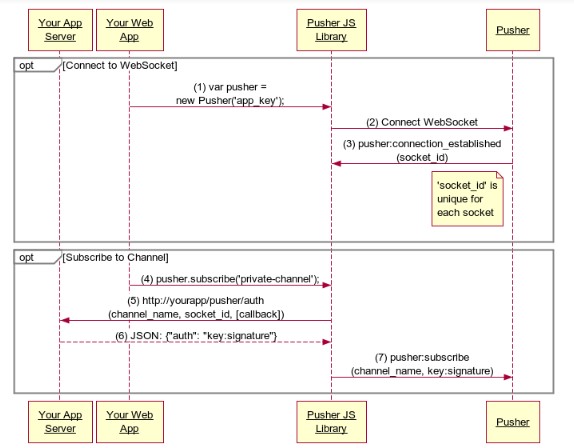 Your App
Server
Your Web
App
Pusher JS
Library
Pusher
opt
[Connect to WebSocket]
(1) var pusher =
new Pusher('app_key');
(2) Connect WebSocket
(3) pusher:connection_established
(socket_id)
'socket_id' is
unique for
each socket
opt
[Subscribe to Channel]
(4) pusher.subscribe('private-channel');
(5) http://yourapp/pusher/auth
(channel_name, socket_id, [callback])
(6) JSON: {"auth": "key:signature"}
(7) pusher:subscribe
(channel_name, key:signature)
Your App
Server
Your Web
App
Pusher JS
Library
Pusher